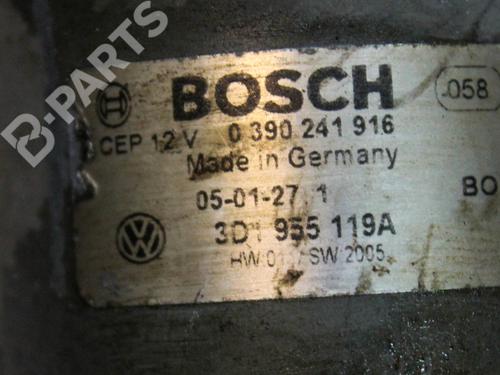 B-PARTS
BOSCH
058
CEP 12 V 0 390 241 916
Made in Germany
05-01-27 1
BO
3D1 955 119A
HW 01 / SW 2005